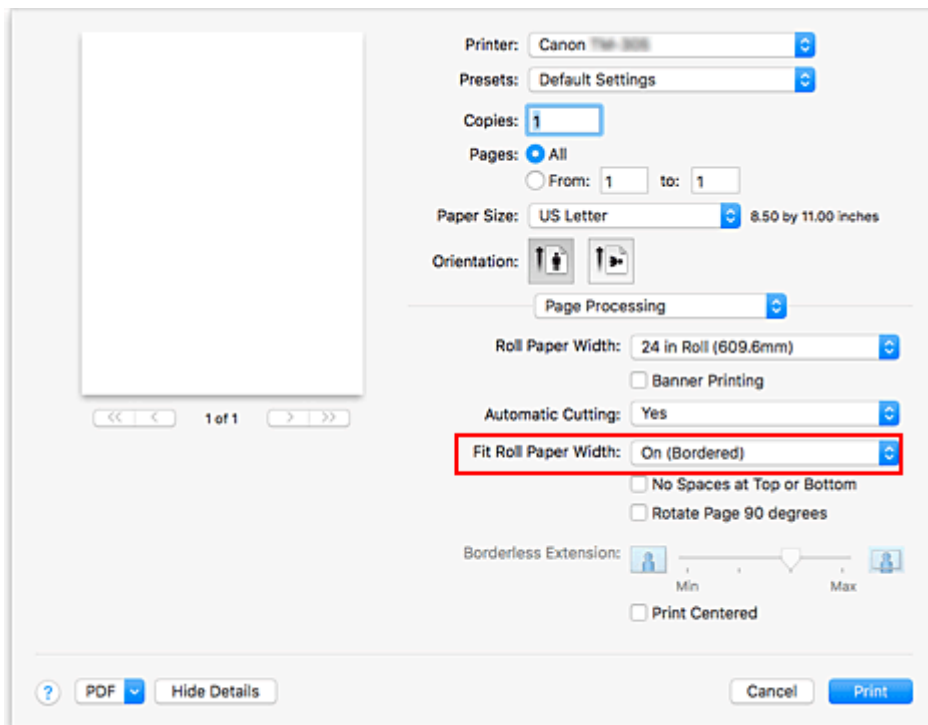 Printer: Canon
Presets: Default Settings
Copies: 1
Pages: All
From: 1 to: 1
Paper Size: US Letter 8.50 by 11.00 inches
Orientation:
Page Processing
Roll Paper Width: 24 in Roll (609.6mm)
Banner Printing
<< < 1 of 1 > >>
Automatic Cutting: Yes
Fit Roll Paper Width: On (Bordered)
No Spaces at Top or Bottom
Rotate Page 90 degrees
Borderless Extension:
Min Max
Print Centered
? PDF Hide Details Cancel Print